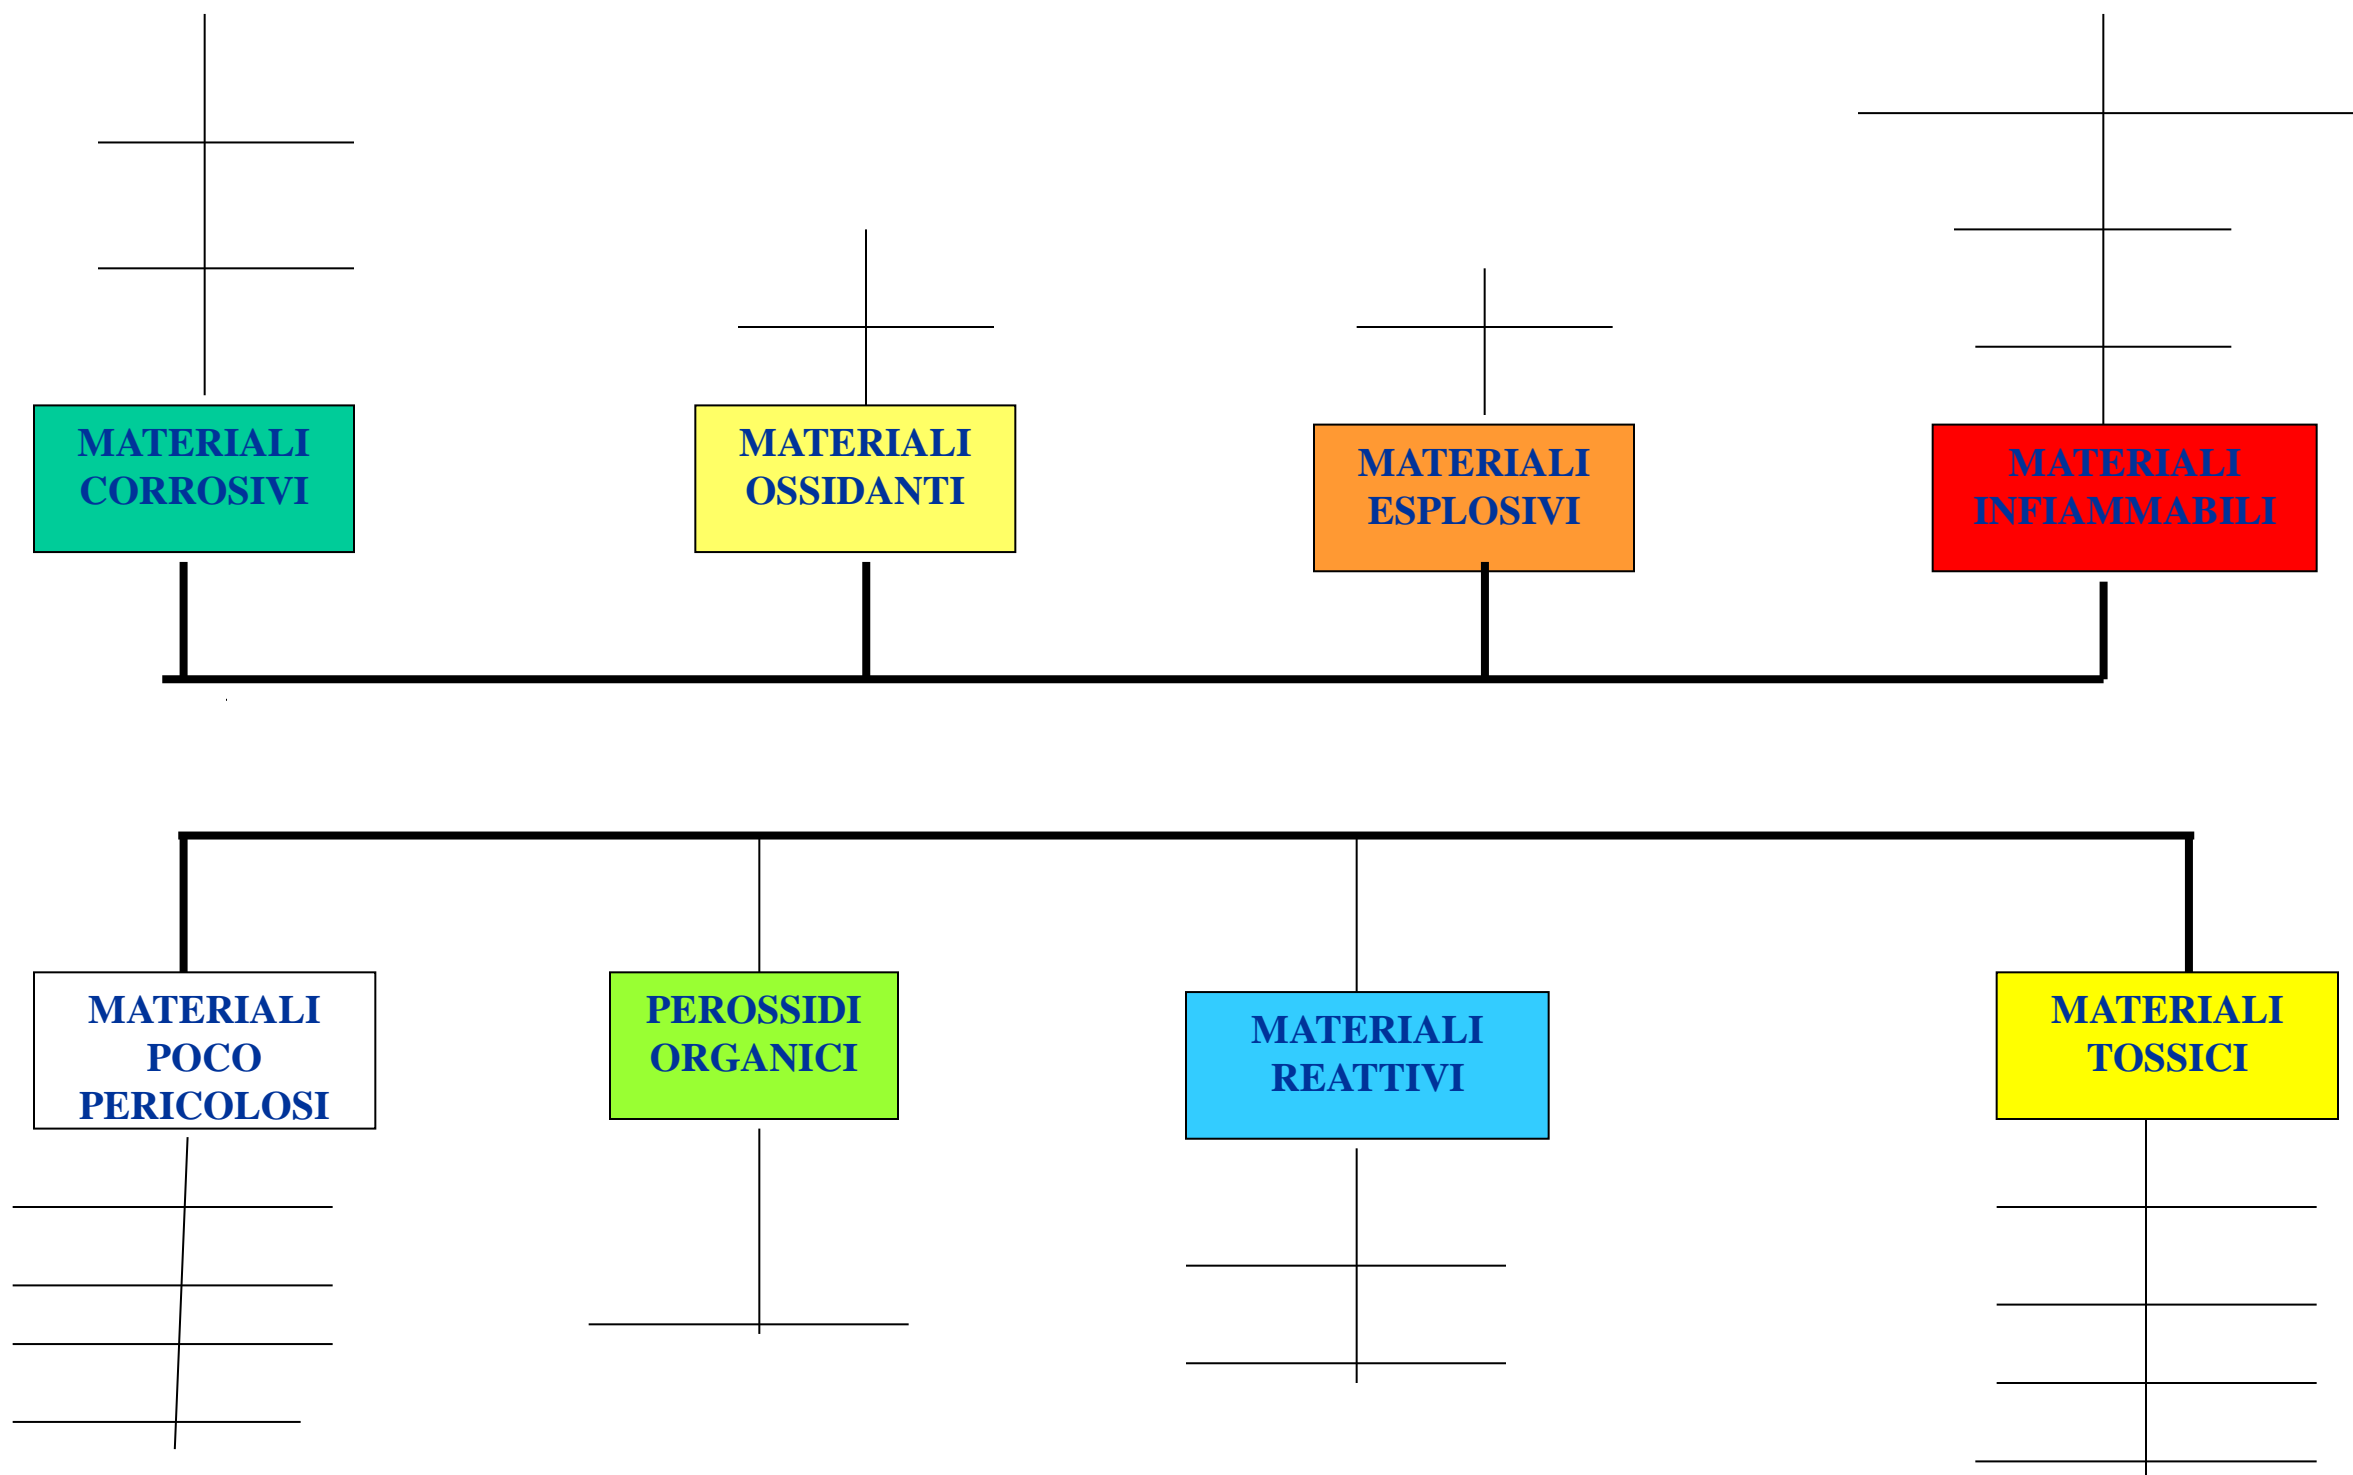 MATERIALI
CORROSIVI
MATERIALI
OSSIDANTI
MATERIALI
ESPLOSIVI
MATERIALI
INFIAMMABILI
MATERIALI
POCO
PERICOLOSI
PEROSSIDI
ORGANICI
MATERIALI
REATTIVI
MATERIALI
TOSSICI